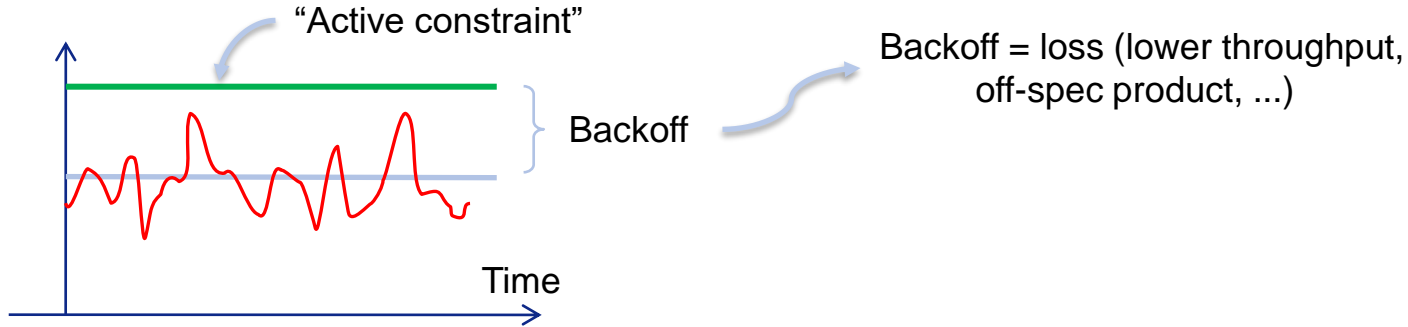 “Active constraint”
Backoff = loss (lower throughput,
off-spec product, ...)
Backoff
Time